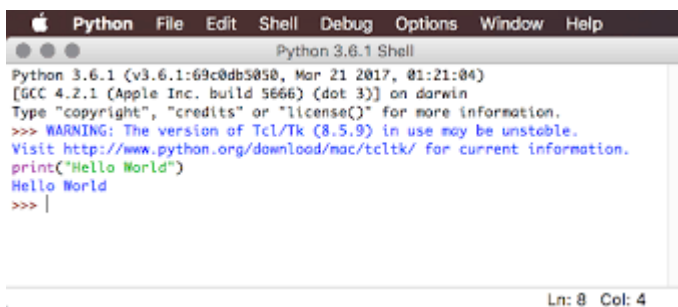 Python File Edit Shell Debug Options Window Help
Python 3.6.1 Shell
Python 3.6.1 (v3.6.1:69c0db5050, Mar 21 2017, 01:21:04)
[GCC 4.2.1 (Apple Inc. build 5666) (dot 3)] on darwin
Type "copyright", "credits" or "license()" for more information.
>>> WARNING: The version of Tcl/Tk (8.5.9) in use may be unstable.
Visit http://www.python.org/download/mac/tcltk/ for current information.
print("Hello World")
Hello World
>>>
Ln: 8 Col: 4